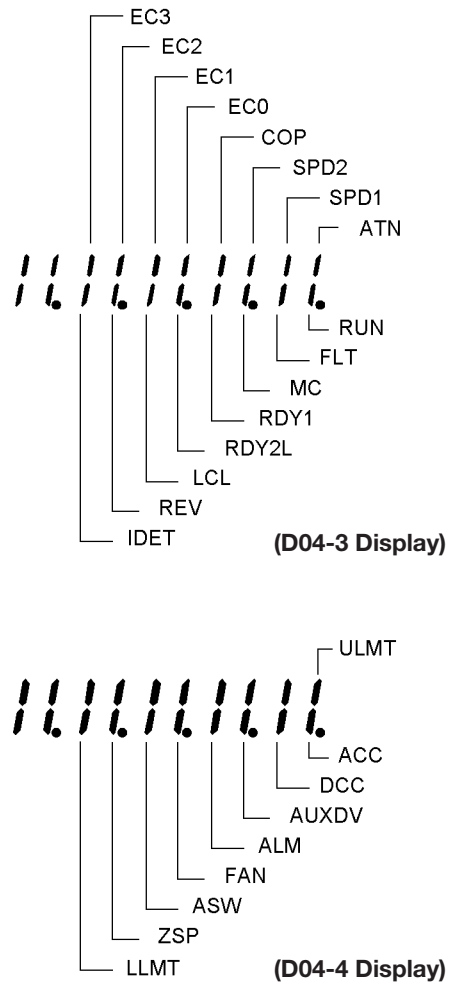 EC3
EC2
EC1
EC0
COP
SPD2
SPD1
ATN
RUN
FLT
MC
RDY1
RDY2L
LCL
REV
IDET
(D04-3 Display)
ULMT
ACC
DCC
AUXDV
ALM
FAN
ASW
ZSP
LLMT
(D04-4 Display)